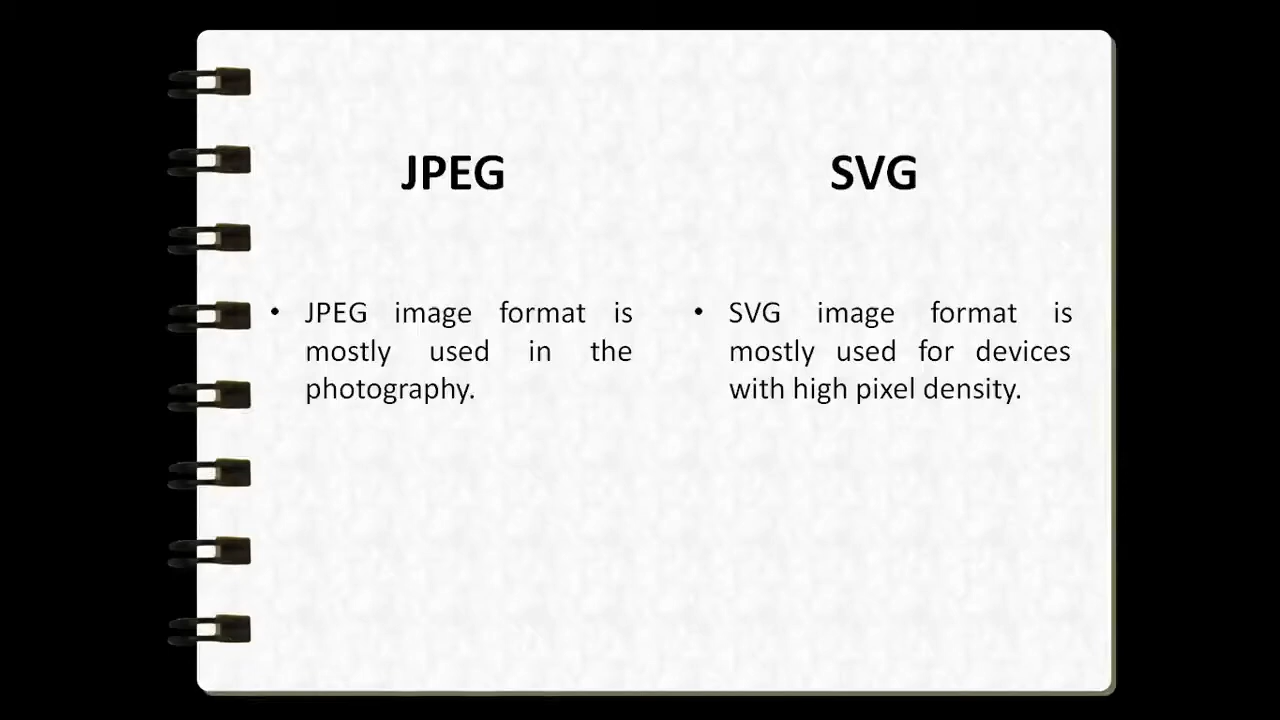 JPEG
SVG
• JPEG image format is
mostly used in the
photography.
• SVG image format is
mostly used for devices
with high pixel density.